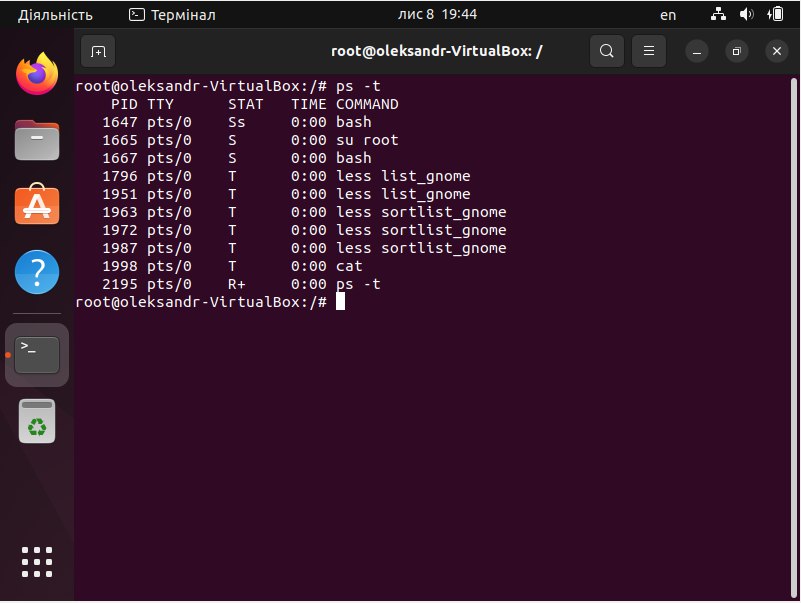 Діяльність Термінал лис 8 19:44 en
root@oleksandr-VirtualBox: /
root@oleksandr-VirtualBox:/# ps -t
PID TTY STAT TIME COMMAND
1647 pts/0 Ss 0:00 bash
1665 pts/0 S 0:00 su root
1667 pts/0 S 0:00 bash
1796 pts/0 T 0:00 less list_gnome
1951 pts/0 T 0:00 less list_gnome
1963 pts/0 T 0:00 less sortlist_gnome
1972 pts/0 T 0:00 less sortlist_gnome
1987 pts/0 T 0:00 less sortlist_gnome
1998 pts/0 T 0:00 cat
2195 pts/0 R+ 0:00 ps -t
root@oleksandr-VirtualBox:/#